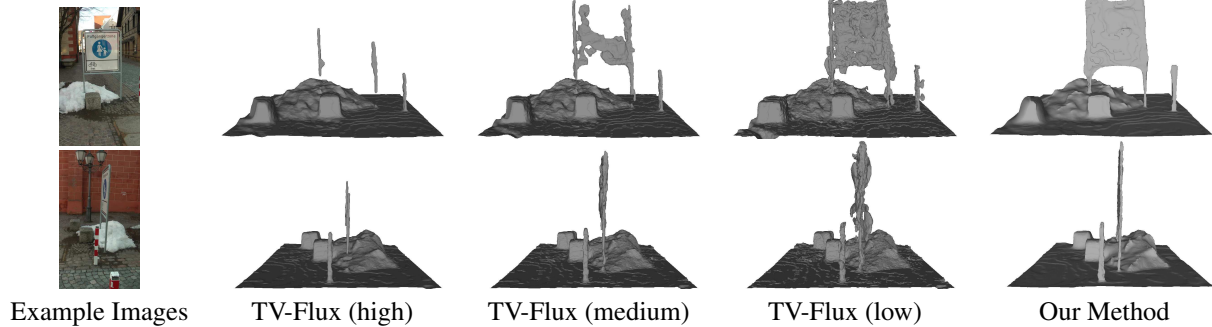 Example Images
TV-Flux (high)
TV-Flux (medium)
TV-Flux (low)
Our Method